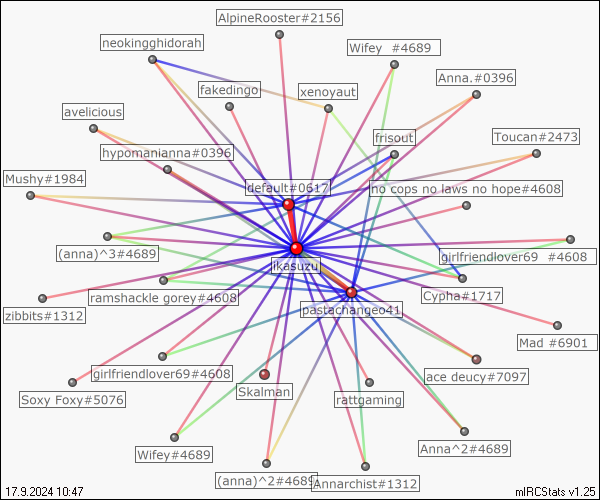 AlpineRooster#2156
neokingghidorah
Wifey  #4689
Anna.#0396
fakedingo
xenoyaut
avelicious
frisout
Toucan#2473
hypomanianna#0396
Mushy#1984
default#0617
no cops no laws no hope#4608
(anna)^3#4689
ikasuzu
girlfriendlover69  #4608
zibbits#1312
ramshackle gorey#4608
Cypha#1717
pastachangeo41
Mad #6901
girlfriendlover69#4608
ace deucy#7097
Soxy Foxy#5076
Skalman
rattgaming
Wifey#4689
Anna^2#4689
(anna)^2#4689
Annarchist#1312
17.9.2024 10:47
mIRCStats v1.25